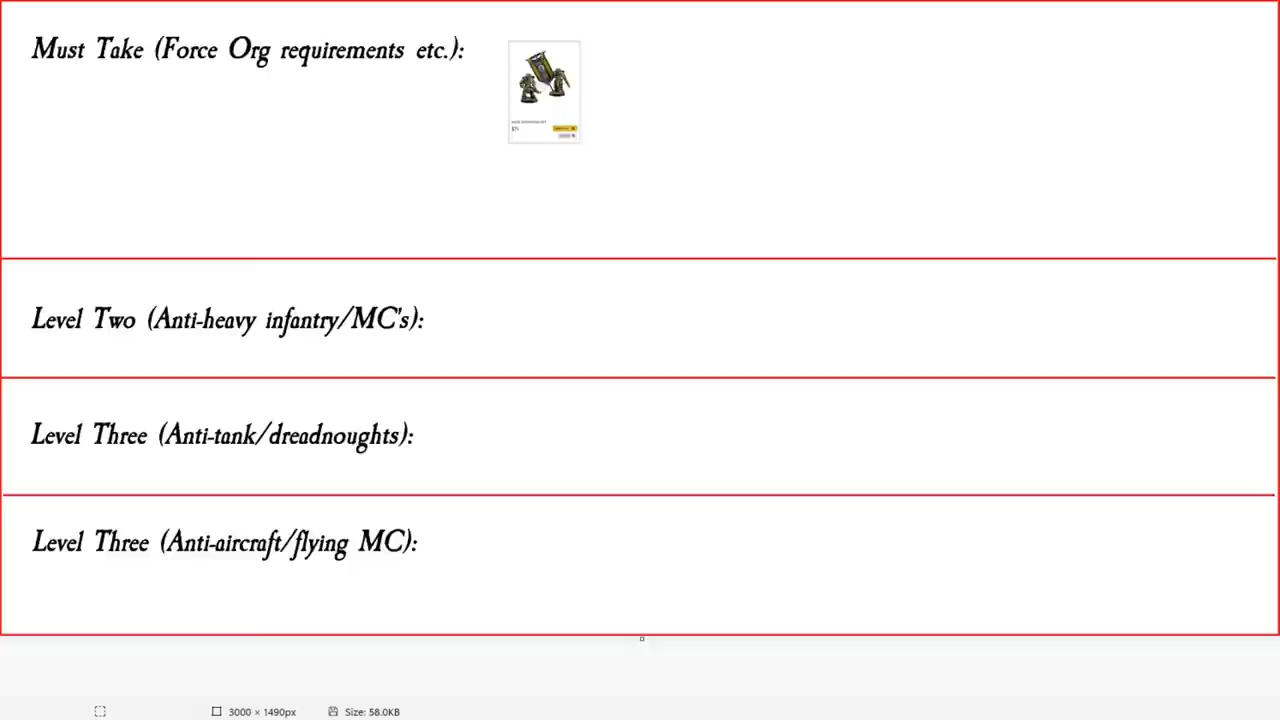 Must Take (Force Org requirements etc.):
Level Two (Anti-heavy infantry/MC's):
Level Three (Anti-tank/dreadnoughts):
Level Three (Anti-aircraft/flying MC):
3000 × 1490px
Size: 58.0KB